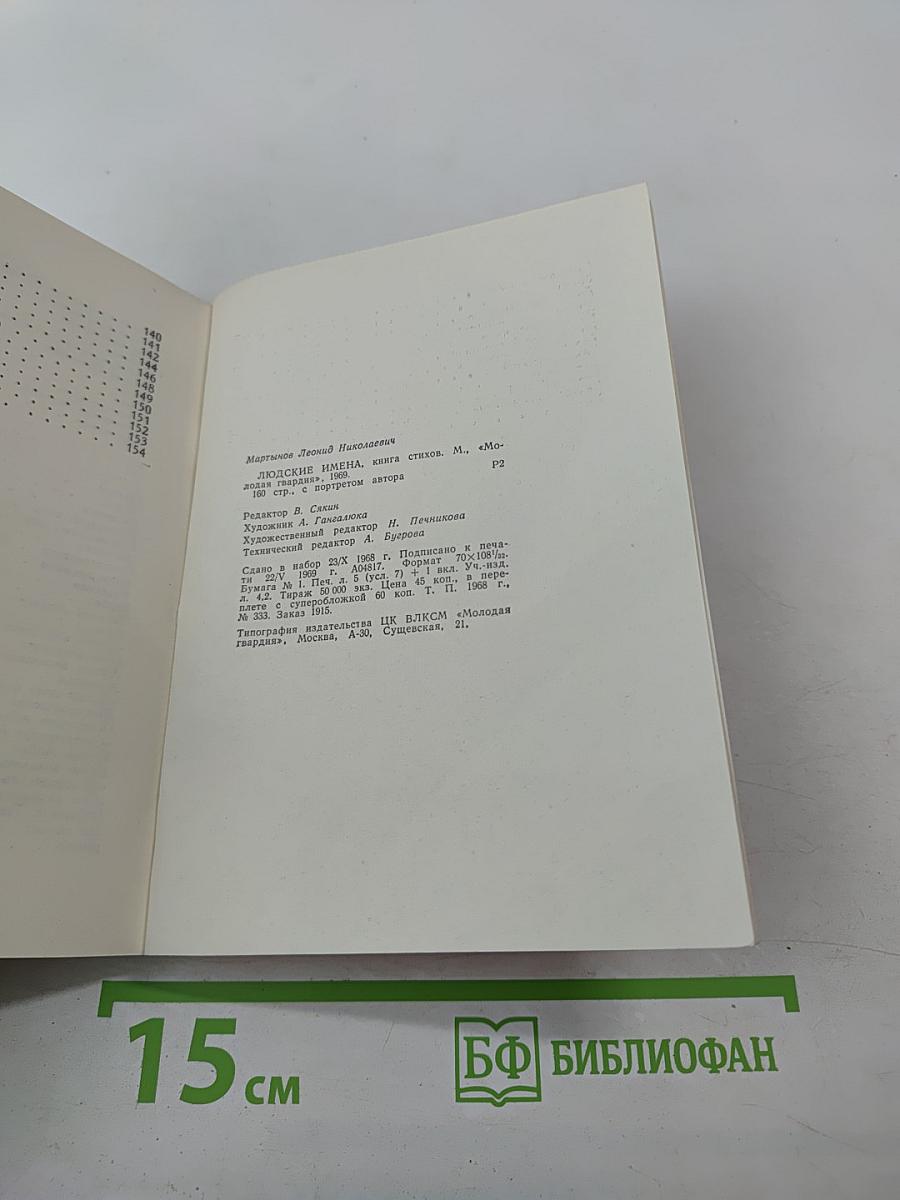 140
141
142
144
146
148
149
150
151
152
153
154
Мартынов Леонид Николаевич
ЛЮДСКИЕ ИМЕНА, книга стихов. М., «Мо-
лодая гвардия», 1969.
160 стр., с портретом автора
Р2
Редактор В. Сякин
Художник А. Гангалюка
Художественный редактор Н. Печникова
Технический редактор А. Бугрова
Сдано в набор 23/X 1968 г. Подписано к печа-
ти 22/V 1969 г. А04817. Формат 70×108¹/₃₂.
Бумага № 1. Печ. л. 5 (усл. 7) + 1 вкл. Уч.-изд.
л. 4,2. Тираж 50 000 экз. Цена 45 коп., в пере-
плете с суперобложкой 60 коп. Т. П. 1968 г.,
№ 333. Заказ 1915.
Типография издательства ЦК ВЛКСМ «Молодая
гвардия», Москва, А-30, Сущевская, 21.
15 см
БФ БИБЛИОФАН